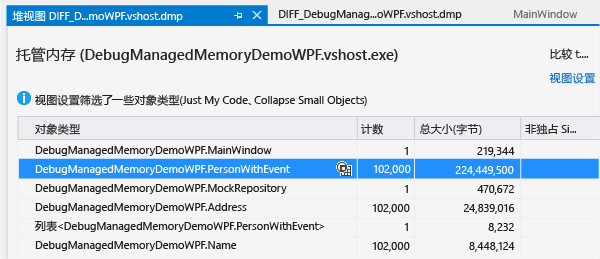 堆视图 DIFF_D...moWPF.vshost.dmp DIFF_DebugManag...oWPF.vshost.dmp MainWindow
托管内存 (DebugManagedMemoryDemoWPF.vshost.exe) 比较 t....
视图设置
视图设置筛选了一些对象类型(Just My Code、Collapse Small Objects)
对象类型 计数 总大小(字节) 非独占 Si...
DebugManagedMemoryDemoWPF.MainWindow 1 219,344
DebugManagedMemoryDemoWPF.PersonWithEvent 102,000 224,449,500
DebugManagedMemoryDemoWPF.MockRepository 1 470,672
DebugManagedMemoryDemoWPF.Address 102,000 24,839,016
列表<DebugManagedMemoryDemoWPF.PersonWithEvent> 1 8,232
DebugManagedMemoryDemoWPF.Name 102,000 8,448,124